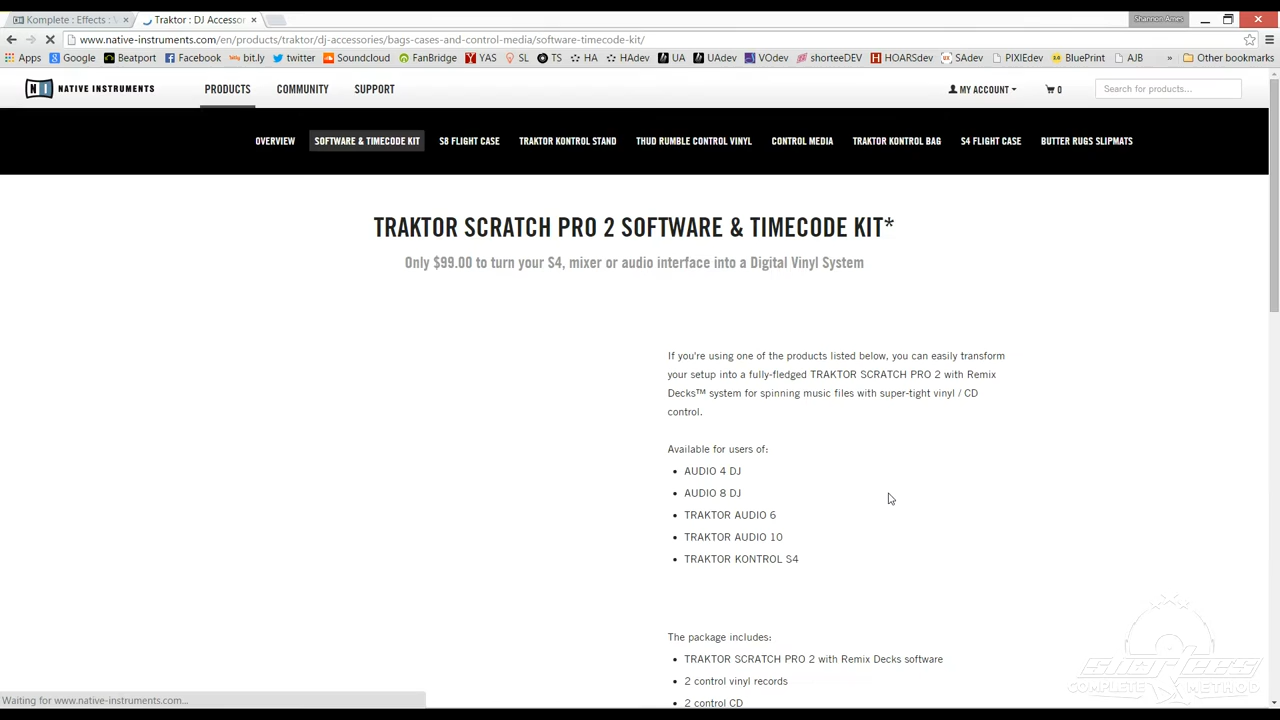 Komplete : Effects : V
Traktor : DJ Accessor
Shannon Ames
www.native-instruments.com/en/products/traktor/dj-accessories/bags-cases-and-control-media/software-timecode-kit/
Apps Google Beatport Facebook bit.ly twitter Soundcloud FanBridge YAS SL TS HA HAdev UA UAdev VOdev shorteeDEV HOARSdev SAdev PIXIEdev BluePrint AJB » Other bookmarks
NATIVE INSTRUMENTS PRODUCTS COMMUNITY SUPPORT MY ACCOUNT 0 Search for products...
OVERVIEW SOFTWARE & TIMECODE KIT S8 FLIGHT CASE TRAKTOR KONTROL STAND THUD RUMBLE CONTROL VINYL CONTROL MEDIA TRAKTOR KONTROL BAG S4 FLIGHT CASE BUTTER RUGS SLIPMATS
TRAKTOR SCRATCH PRO 2 SOFTWARE & TIMECODE KIT*
Only $99.00 to turn your S4, mixer or audio interface into a Digital Vinyl System
If you're using one of the products listed below, you can easily transform
your setup into a fully-fledged TRAKTOR SCRATCH PRO 2 with Remix
Decks™ system for spinning music files with super-tight vinyl / CD
control.
Available for users of:
• AUDIO 4 DJ
• AUDIO 8 DJ
• TRAKTOR AUDIO 6
• TRAKTOR AUDIO 10
• TRAKTOR KONTROL S4
The package includes:
• TRAKTOR SCRATCH PRO 2 with Remix Decks software
• 2 control vinyl records
• 2 control CD
Waiting for www.native-instruments.com...
COMPLETE METHOD